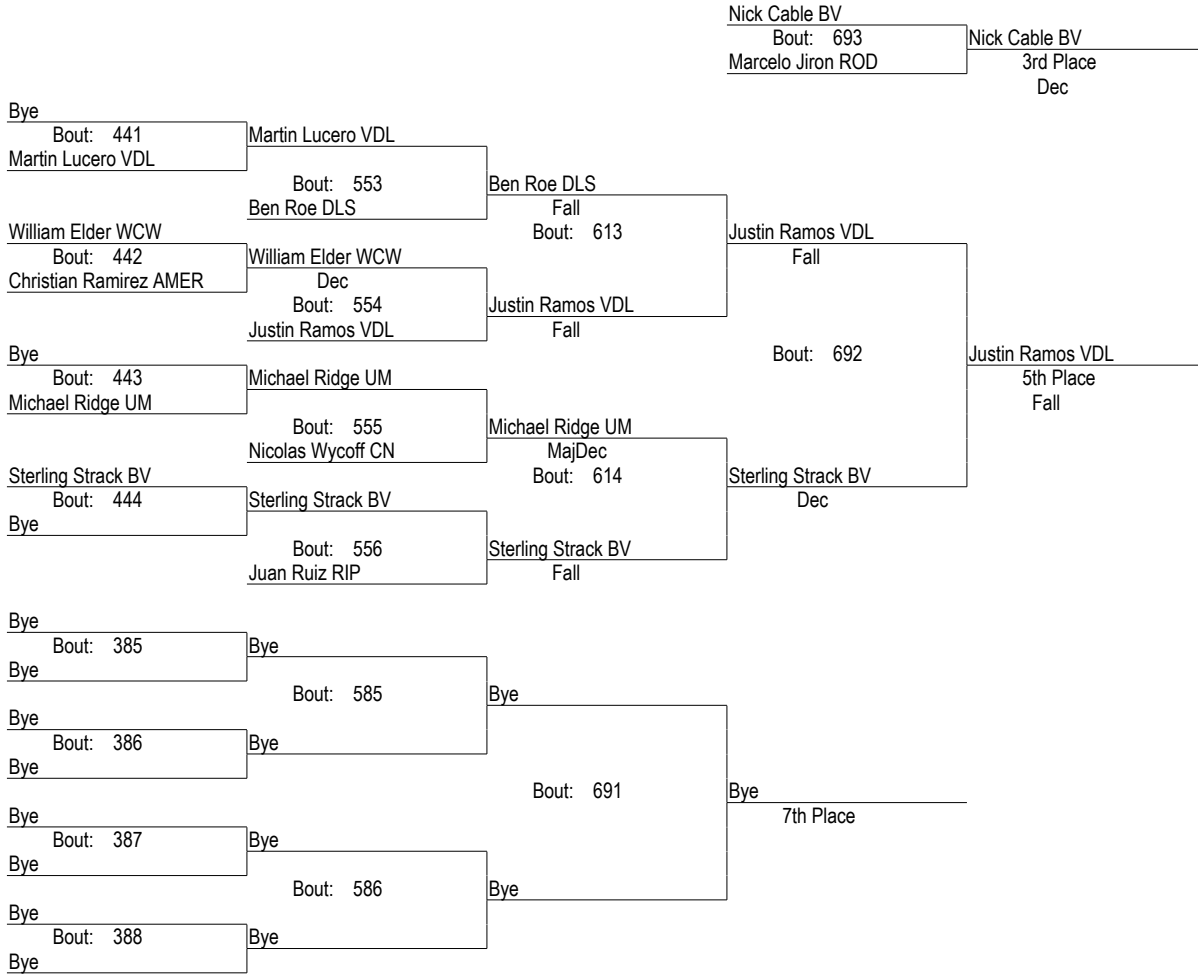 Nick Cable BV
Bout: 693
Nick Cable BV
Marcelo Jiron ROD
3rd Place
Dec
Bye
Bout: 441
Martin Lucero VDL
Martin Lucero VDL
Bout: 553
Ben Roe DLS
Ben Roe DLS
Fall
William Elder WCW
Bout: 613
Justin Ramos VDL
Bout: 442
William Elder WCW
Fall
Christian Ramirez AMER
Dec
Bout: 554
Justin Ramos VDL
Justin Ramos VDL
Fall
Bye
Bout: 692
Justin Ramos VDL
Bout: 443
Michael Ridge UM
5th Place
Michael Ridge UM
Fall
Bout: 555
Michael Ridge UM
Nicolas Wycoff CN
MajDec
Sterling Strack BV
Bout: 614
Sterling Strack BV
Bout: 444
Sterling Strack BV
Dec
Bye
Bout: 556
Sterling Strack BV
Juan Ruiz RIP
Fall
Bye
Bout: 385
Bye
Bye
Bout: 585
Bye
Bye
Bout: 386
Bye
Bye
Bout: 691
Bye
Bye
7th Place
Bout: 387
Bye
Bye
Bout: 586
Bye
Bye
Bout: 388
Bye
Bye